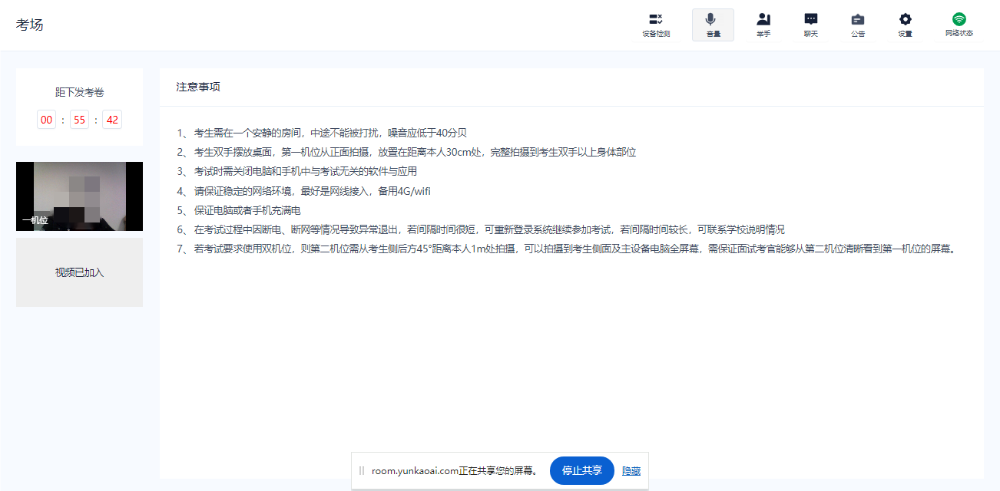 考场
设备检测
音量
举手
聊天
公告
设置
网络状态
距下发考卷
00 : 55 : 42
一机位
视频已加入
注意事项
1、 考生需在一个安静的房间，中途不能被打扰，噪音应低于40分贝
2、 考生双手摆放桌面，第一机位从正面拍摄，放置在距离本人30cm处，完整拍摄到考生双手以上身体部位
3、 考试时需关闭电脑和手机中与考试无关的软件与应用
4、 请保证稳定的网络环境，最好是网线接入，备用4G/wifi
5、 保证电脑或者手机充满电
6、 在考试过程中因断电、断网等情况导致异常退出，若间隔时间很短，可重新登录系统继续参加考试，若间隔时间较长，可联系学校说明情况
7、 若考试要求使用双机位，则第二机位需从考生侧后方45°距离本人1m处拍摄，可以拍摄到考生侧面及主设备电脑全屏幕，需保证面试考官能够从第二机位清晰看到第一机位的屏幕。
room.yunkaoai.com正在共享您的屏幕。 停止共享 隐藏